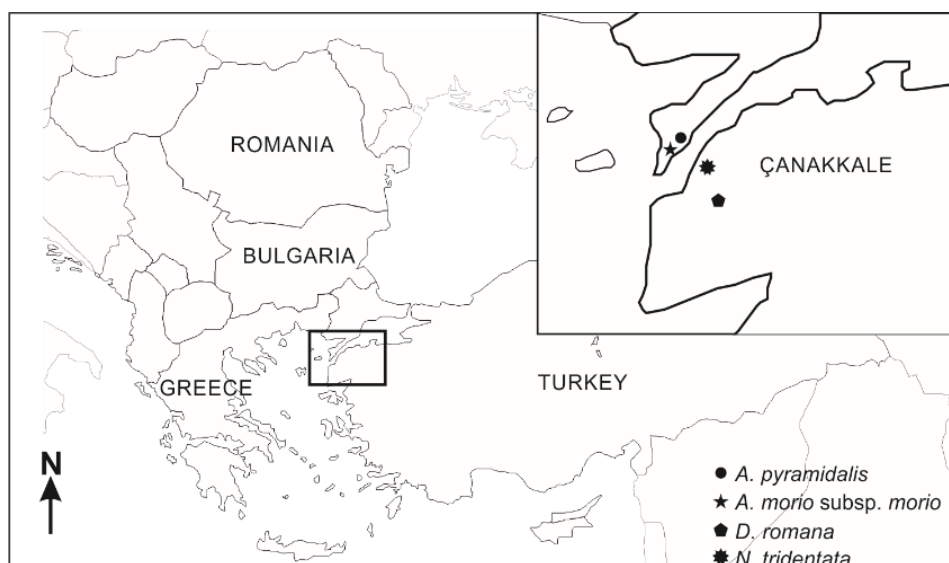 ROMANIA
ÇANAKKALE
BULGARIA
GREECE
TURKEY
N
A. pyramidalis
A. morio subsp. morio
D. romana
N. tridentata